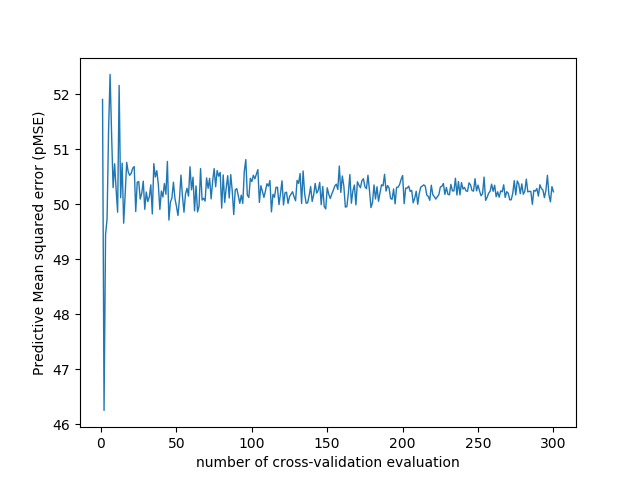 52
51
50
49
48
47
46
0 50 100 150 200 250 300
number of cross-validation evaluation
Predictive Mean squared error (pMSE)